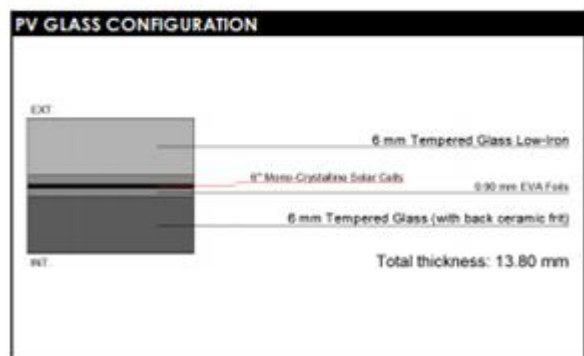 PV GLASS CONFIGURATION
EXT
6 mm Tempered Glass Low-Iron
6" Mono-Crystalline Solar Cells
0.90 mm EVA Foils
6 mm Tempered Glass (with back ceramic frit)
INT.
Total thickness: 13.80 mm